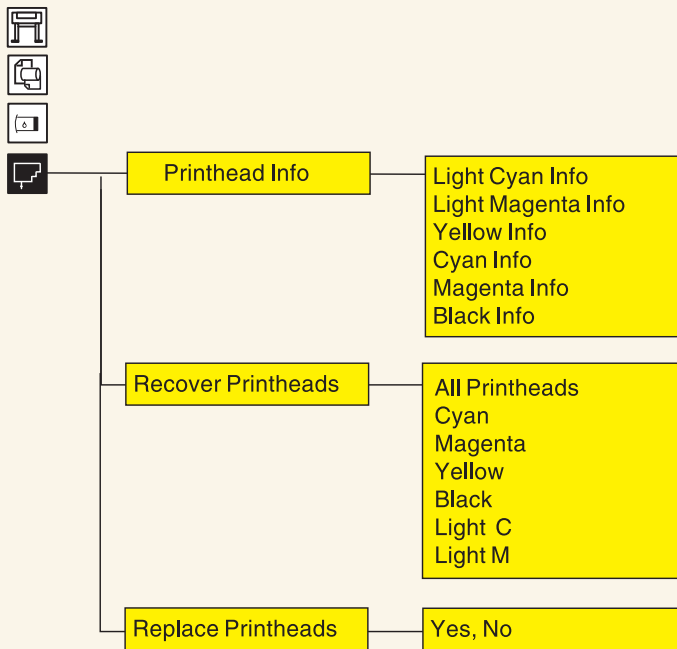 Printhead Info
Light Cyan Info
Light Magenta Info
Yellow Info
Cyan Info
Magenta Info
Black Info
Recover Printheads
All Printheads
Cyan
Magenta
Yellow
Black
Light C
Light M
Replace Printheads
Yes, No